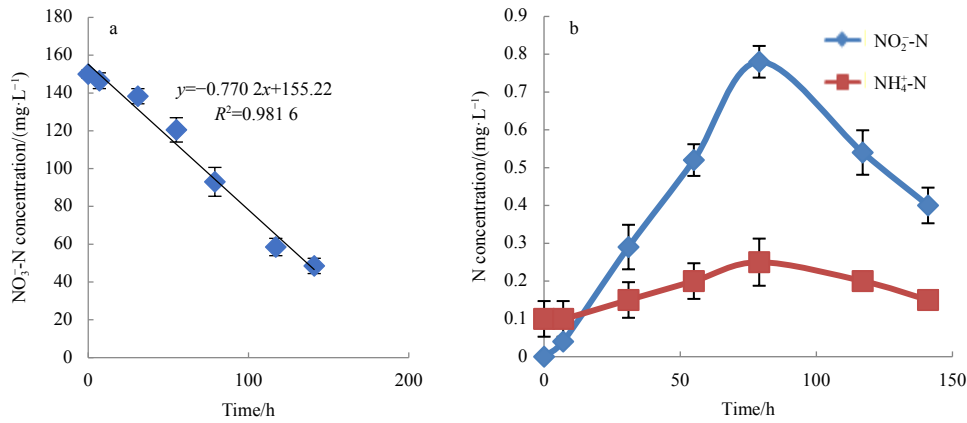 a
NO₃⁻-N concentration/(mg·L⁻¹)
180
160
140
120
100
80
60
40
20
0
y=−0.770 2x+155.22
R²=0.981 6
0
100
200
Time/h
b
N concentration/(mg·L⁻¹)
0.9
0.8
0.7
0.6
0.5
0.4
0.3
0.2
0.1
0
NO₂⁻-N
NH₄⁺-N
0
50
100
150
Time/h